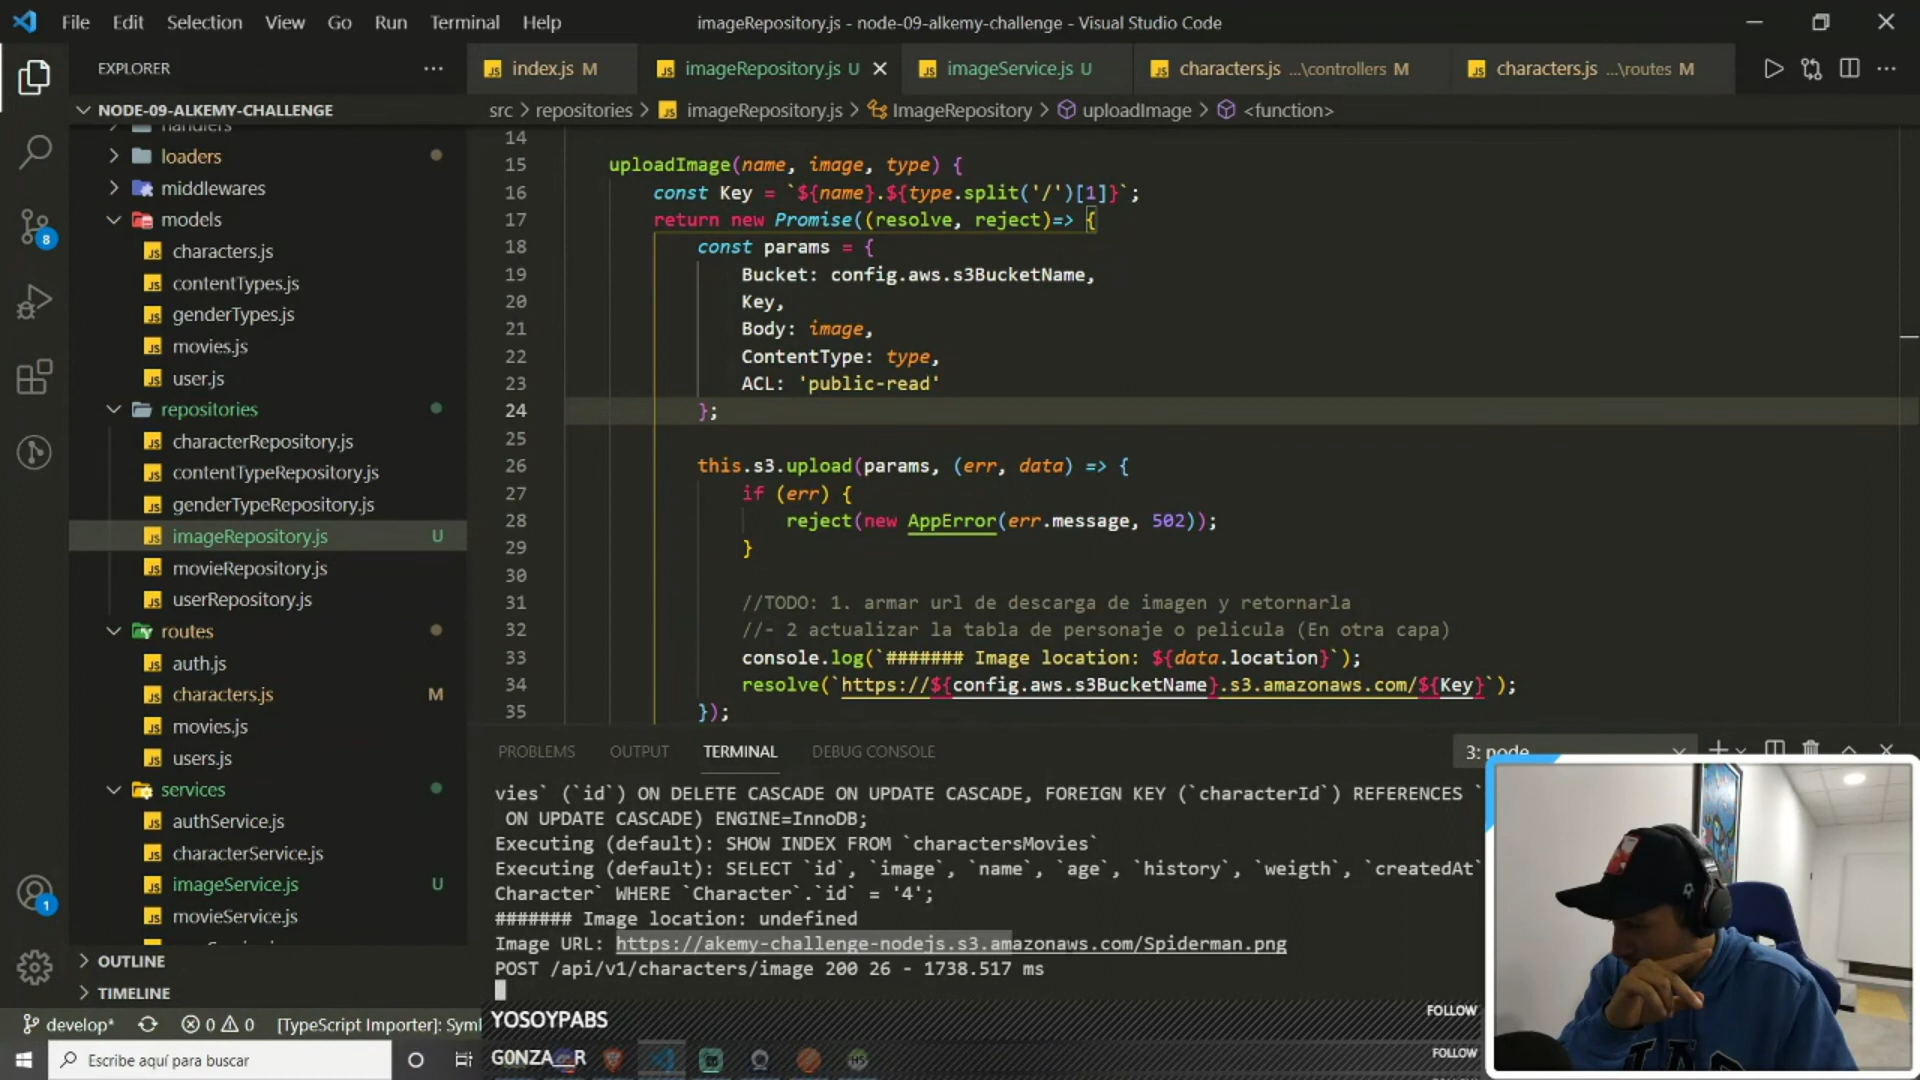 File Edit Selection View Go Run Terminal Help
imageRepository.js - node-09-alkemy-challenge - Visual Studio Code
EXPLORER
index.js M
imageRepository.js U
imageService.js U
characters.js ...\controllers M
characters.js ...\routes M
NODE-09-ALKEMY-CHALLENGE
src > repositories > imageRepository.js > ImageRepository > uploadImage > <function>
handlers
loaders
middlewares
models
characters.js
contentTypes.js
genderTypes.js
movies.js
user.js
repositories
characterRepository.js
contentTypeRepository.js
genderTypeRepository.js
imageRepository.js U
movieRepository.js
userRepository.js
routes
auth.js
characters.js M
movies.js
users.js
services
authService.js
characterService.js
imageService.js U
movieService.js
OUTLINE
TIMELINE
8
1
14
15 uploadImage(name, image, type) {
16 const Key = `${name}.${type.split('/')[1]}`;
17 return new Promise((resolve, reject)=> {
18 const params = {
19 Bucket: config.aws.s3BucketName,
20 Key,
21 Body: image,
22 ContentType: type,
23 ACL: 'public-read'
24 };
25
26 this.s3.upload(params, (err, data) => {
27 if (err) {
28 reject(new AppError(err.message, 502));
29 }
30
31 //TODO: 1. armar url de descarga de imagen y retornarla
32 //- 2 actualizar la tabla de personaje o pelicula (En otra capa)
33 console.log(`####### Image location: ${data.location}`);
34 resolve(`https://${config.aws.s3BucketName}.s3.amazonaws.com/${Key}`);
35 });
PROBLEMS OUTPUT TERMINAL DEBUG CONSOLE
3: node
vies` (`id`) ON DELETE CASCADE ON UPDATE CASCADE, FOREIGN KEY (`characterId`) REFERENCES `
ON UPDATE CASCADE) ENGINE=InnoDB;
Executing (default): SHOW INDEX FROM `charactersMovies`
Executing (default): SELECT `id`, `image`, `name`, `age`, `history`, `weigth`, `createdAt`
Character` WHERE `Character`.`id` = '4';
####### Image location: undefined
Image URL: https://akemy-challenge-nodejs.s3.amazonaws.com/Spiderman.png
POST /api/v1/characters/image 200 26 - 1738.517 ms
develop*
0 0
[TypeScript Importer]: Symb
YOSOYPABS FOLLOW
Escribe aquí para buscar
G0NZA__R FOLLOW